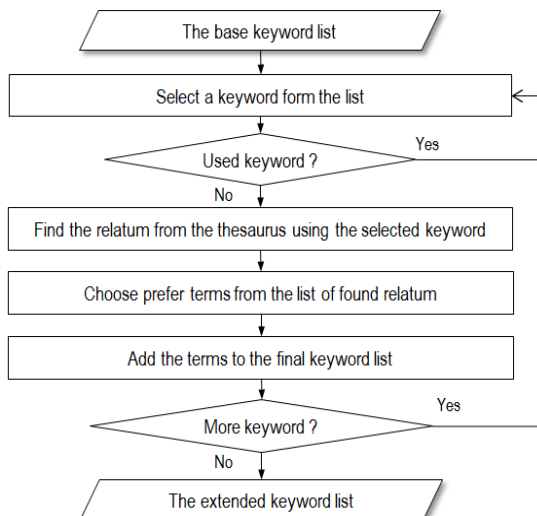 The base keyword list
Select a keyword form the list
Used keyword ?
Yes
No
Find the relatum from the thesaurus using the selected keyword
Choose prefer terms from the list of found relatum
Add the terms to the final keyword list
More keyword ?
Yes
No
The extended keyword list